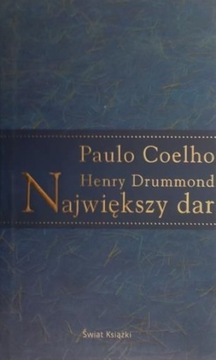 Paulo Coelho
Henry Drummond
Największy dar
Świat Książki